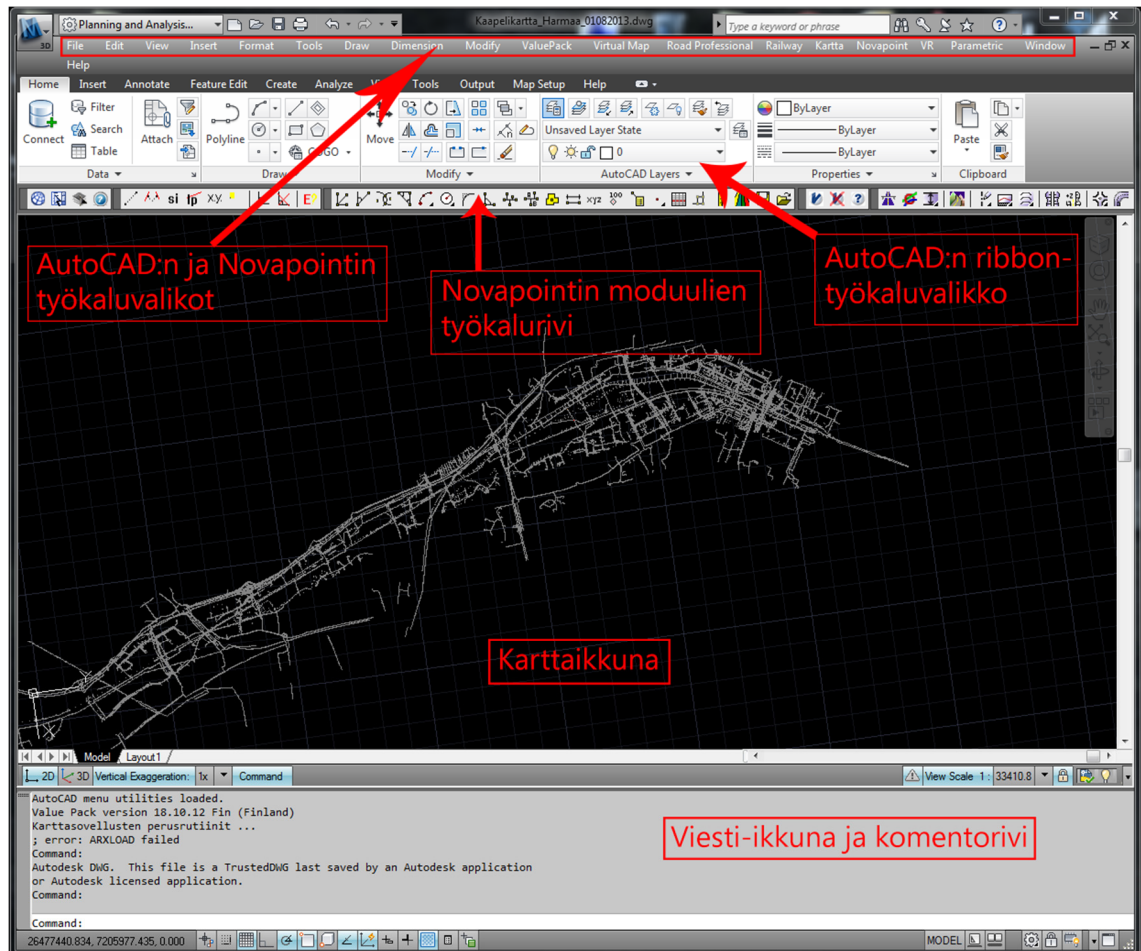 Planning and Analysis...
Kaapelikartta_Harmaa_01082013.dwg
Type a keyword or phrase
3D
File Edit View Insert Format Tools Draw Dimension Modify ValuePack Virtual Map Road Professional Railway Kartta Novapoint VR Parametric Window
Help
Home Insert Annotate Feature Edit Create Analyze Tools Output Map Setup Help
Connect
Filter
Search
Table
Attach
Polyline
Move
Unsaved Layer State
0
ByLayer
ByLayer
ByLayer
Paste
Data
Modify
AutoCAD Layers
Properties
Clipboard
si
xyz
100
AutoCAD:n ja Novapointin
työkaluvalikot
Novapointin moduulien
työkalurivi
AutoCAD:n ribbon-
työkaluvalikko
Karttaikkuna
Model Layout1
2D 3D Vertical Exaggeration: 1x Command
View Scale 1 : 33410.8
AutoCAD menu utilities loaded.
Value Pack version 18.10.12 Fin (Finland)
Karttasovellusten perusrutiinit ...
; error: ARXLOAD failed
Command:
Autodesk DWG. This file is a TrustedDWG last saved by an Autodesk application
or Autodesk licensed application.
Command:
Viesti-ikkuna ja komentorivi
Command:
26477440.834, 7205977.435, 0.000
MODEL